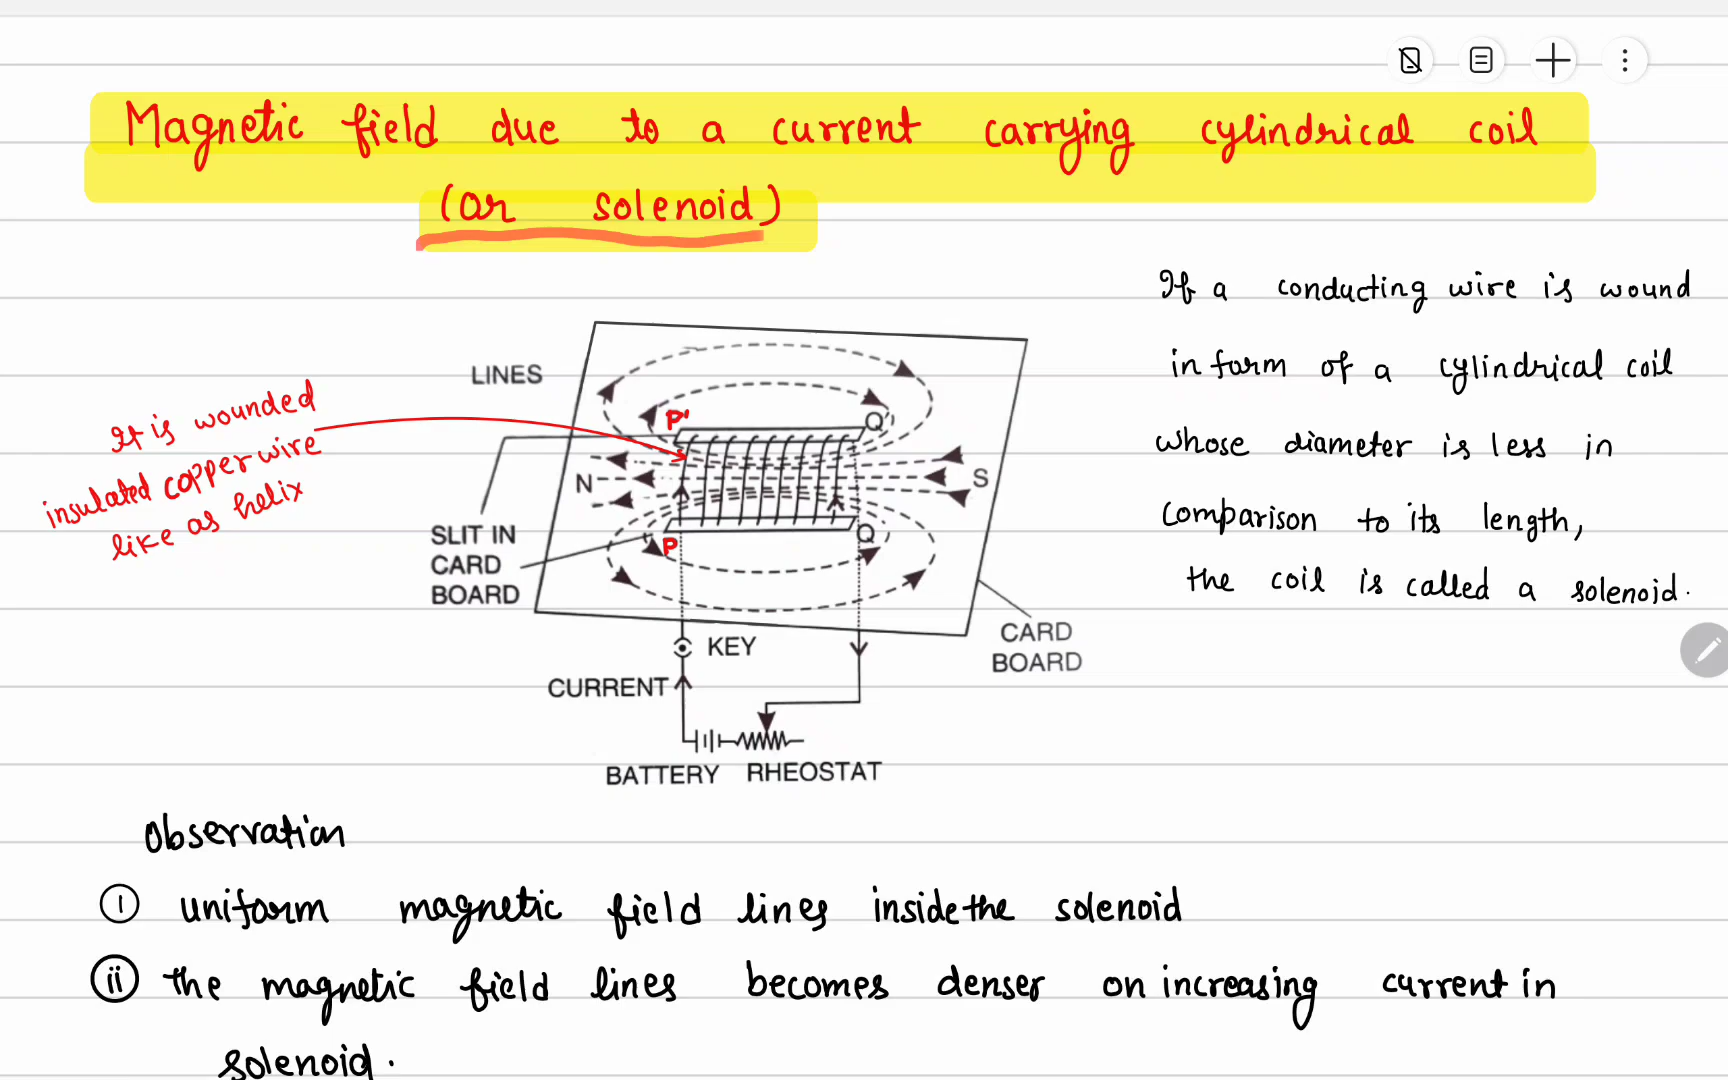 Magnetic field due to a current carrying cylindrical coil
(or solenoid)
If a conducting wire is wound
in form of a cylindrical coil
whose diameter is less in
comparison to its length,
the coil is called a solenoid.
It is wounded
insulated copper wire
like as helix
LINES
P'
Q'
N
S
SLIT IN
CARD
BOARD
P
Q
KEY
CARD
BOARD
CURRENT
BATTERY
RHEOSTAT
Observation
i uniform magnetic field lines inside the solenoid
ii the magnetic field lines becomes denser on increasing current in
solenoid.